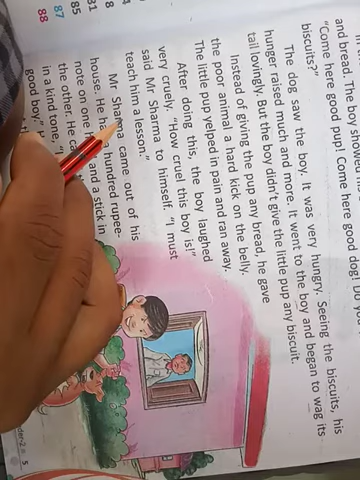 and bread. The boy showed
"Come here good pup! Come here good dog! Do you
biscuits?"
The dog saw the boy. It was very hungry. Seeing the biscuits, his
hunger raised much and more. It went to the boy and began to wag its
tail lovingly. But the boy didn't give the little pup any biscuit.
Instead of giving the pup any bread, he gave
the poor animal a hard kick on the belly.
The little pup yelped in pain and ran away.
After doing this, the boy laughed
very cruely. "How cruel this boy is!"
said Mr Sharma to himself. "I must
teach him a lesson."
Mr Sharma came out of his
house. He a hundred rupee-
note on one and a stick in
the other. He
in a kind tone,
good boy."
4
8
81
85
87
88
5